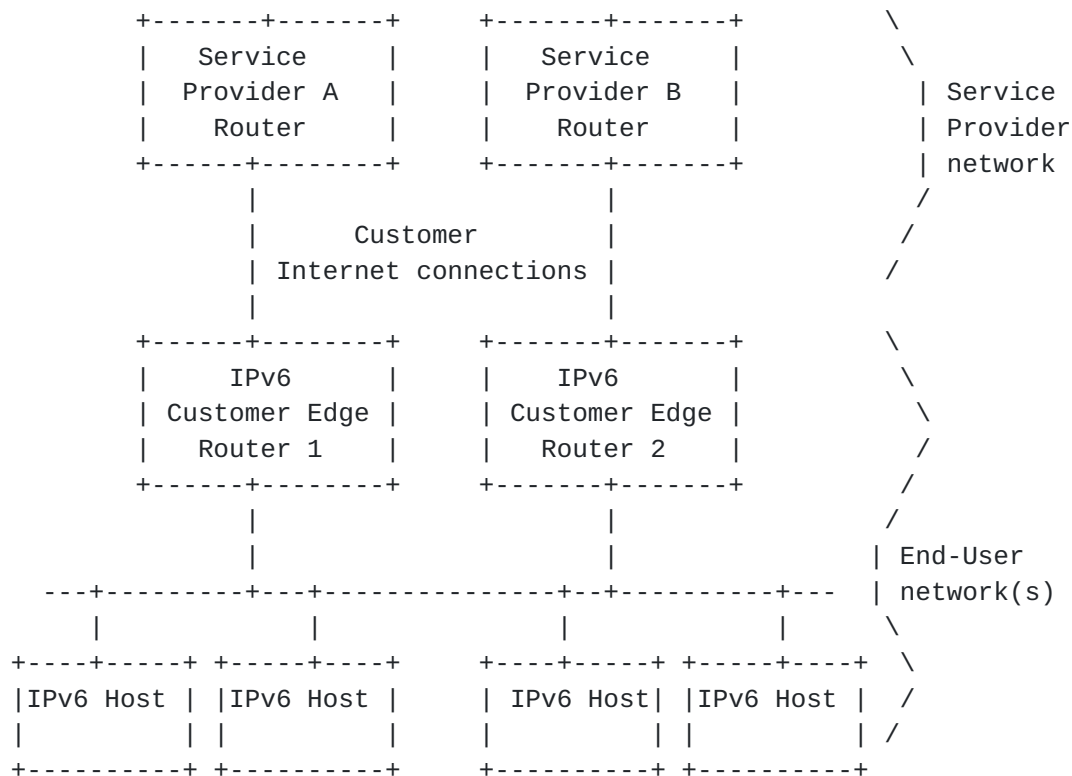 Service Service
Provider A Provider B Service
Router Router Provider
network
Customer
Internet connections
IPv6 IPv6
Customer Edge Customer Edge
Router 1 Router 2
End-User
network(s)
IPv6 Host IPv6 Host IPv6 Host IPv6 Host